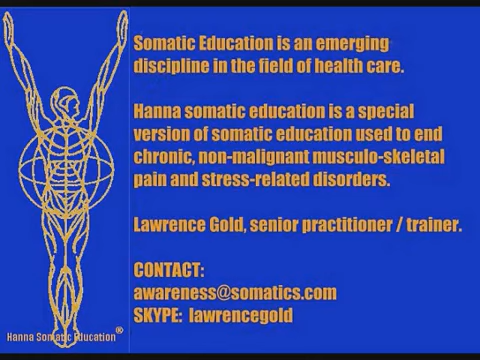 Somatic Education is an emerging
discipline in the field of health care.
Hanna somatic education is a special
version of somatic education used to end
chronic, non-malignant musculo-skeletal
pain and stress-related disorders.
Lawrence Gold, senior practitioner / trainer.
CONTACT:
awareness@somatics.com
SKYPE: lawrencegold
Hanna Somatic Education®